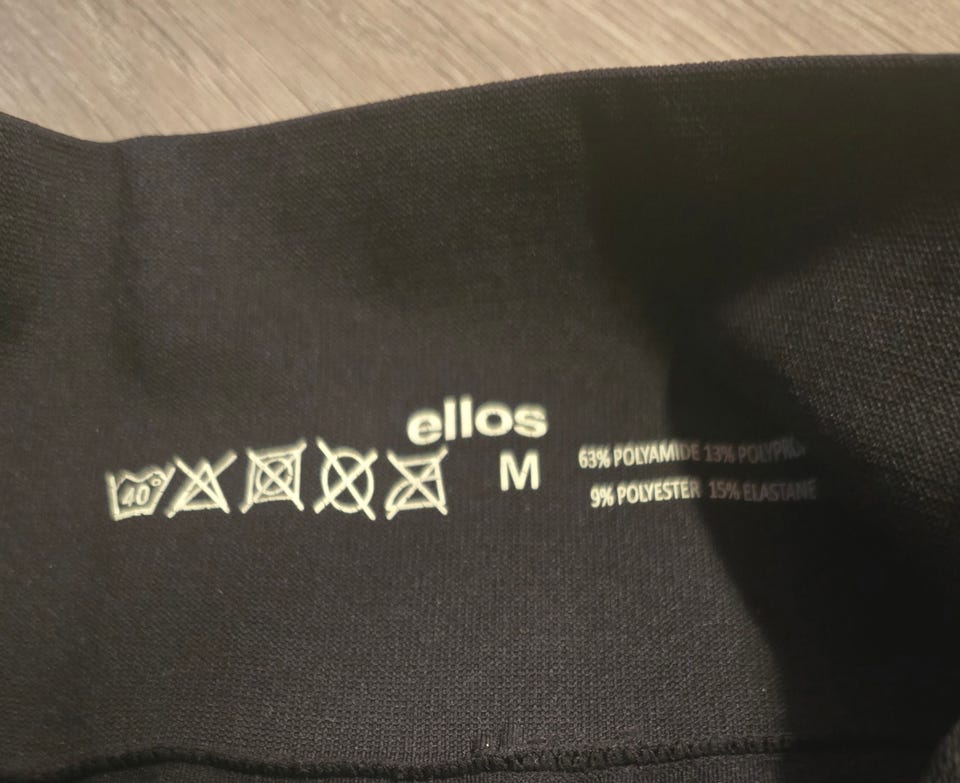 ellos
40°
M
63% POLYAMIDE 13%
9% POLYESTER 15% ELASTANE